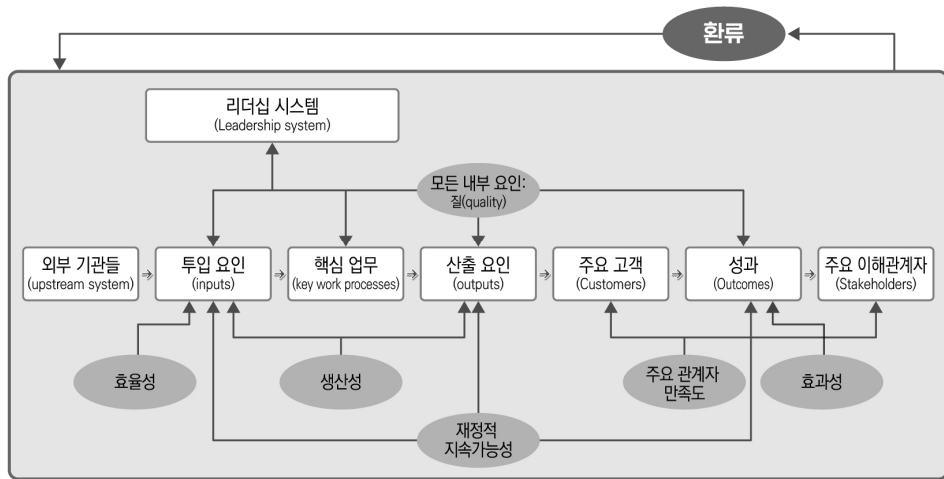 환류
리더십 시스템
(Leadership system)
모든 내부 요인:
질(quality)
외부 기관들
(upstream system)
투입 요인
(inputs)
핵심 업무
(key work processes)
산출 요인
(outputs)
주요 고객
(Customers)
성과
(Outcomes)
주요 이해관계자
(Stakeholders)
효율성
생산성
주요 관계자
만족도
효과성
재정적
지속가능성